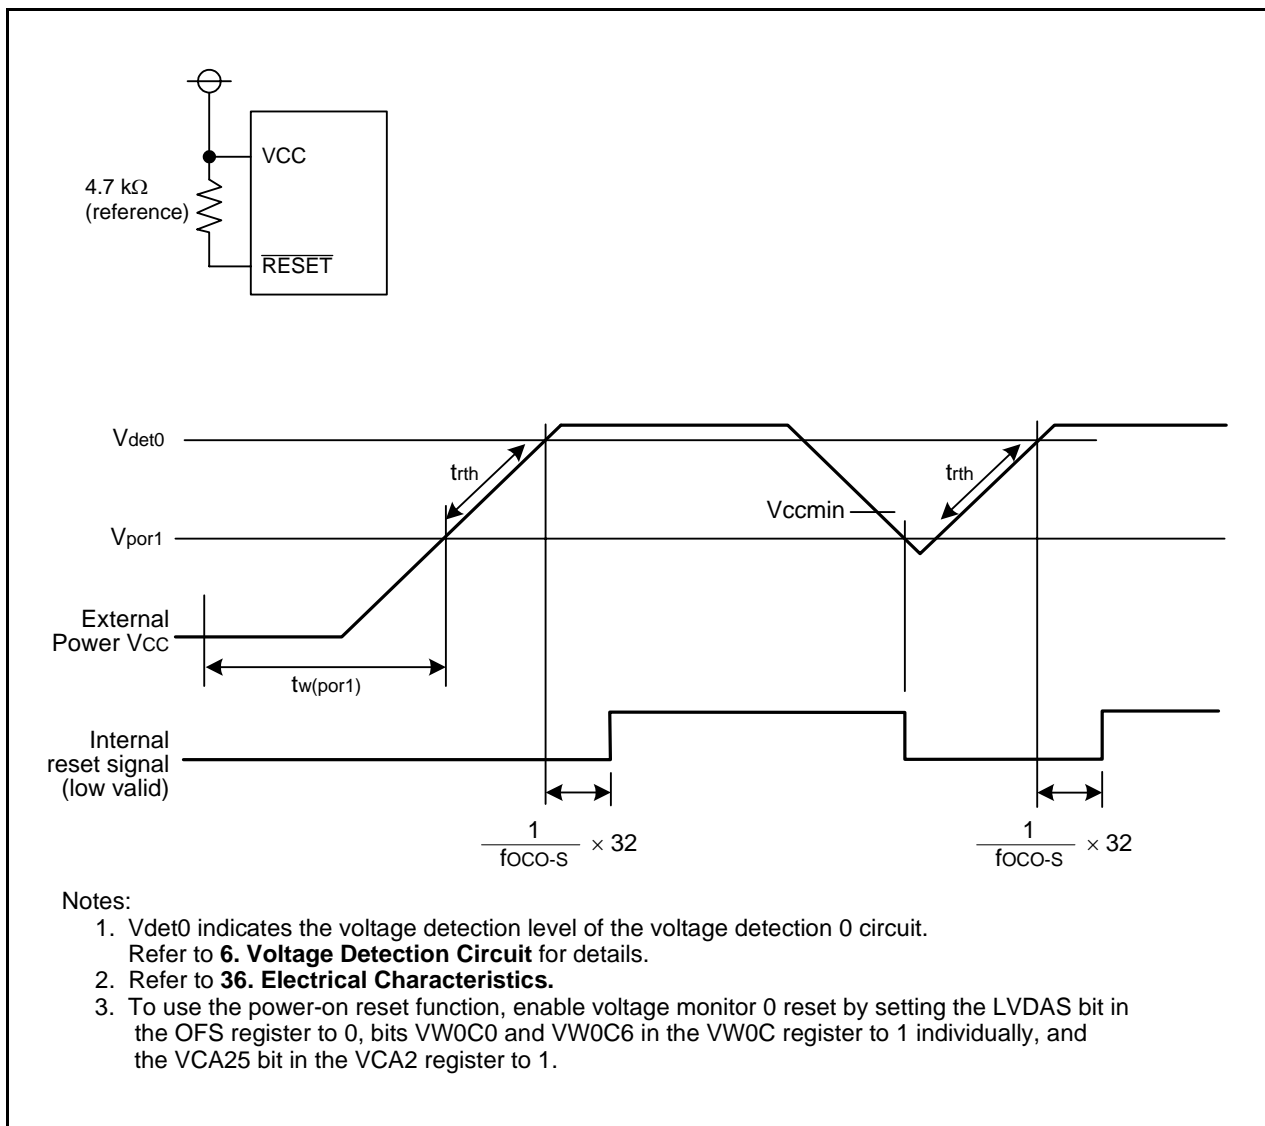 VCC
4.7 kΩ
(reference)
RESET
Vdet0
trth
trth
Vccmin
Vpor1
External
Power VCC
tw(por1)
Internal
reset signal
(low valid)
1
fOCO-S
× 32
1
fOCO-S
× 32
Notes:
1. Vdet0 indicates the voltage detection level of the voltage detection 0 circuit.
Refer to 6. Voltage Detection Circuit for details.
2. Refer to 36. Electrical Characteristics.
3. To use the power-on reset function, enable voltage monitor 0 reset by setting the LVDAS bit in
the OFS register to 0, bits VW0C0 and VW0C6 in the VW0C register to 1 individually, and
the VCA25 bit in the VCA2 register to 1.